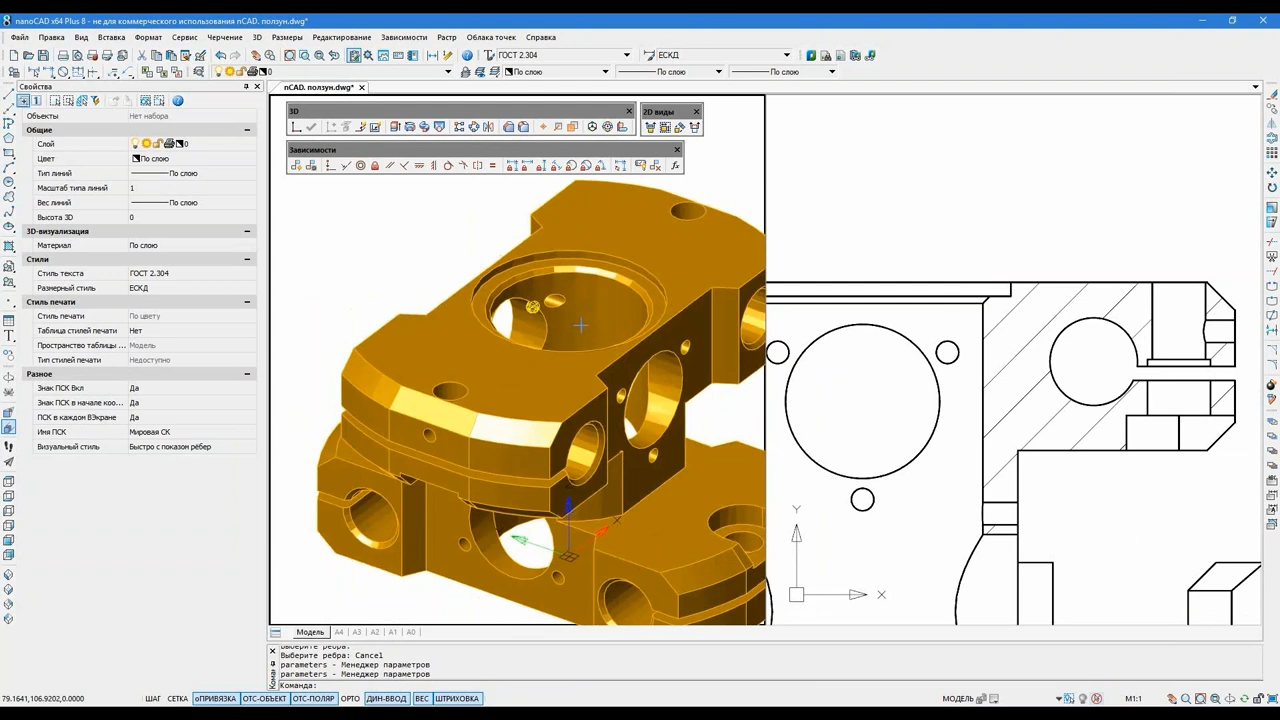 nanoCAD x64 Plus 8 - не для коммерческого использования nCAD. ползун.dwg*
Файл Правка Вид Вставка Формат Сервис Черчение 3D Размеры Редактирование Зависимости Растр Облака точек Справка
ГОСТ 2.304 ЕСКД
0 По слою По слою По слою
Свойства
nCAD. ползун.dwg*
Объекты Нет набора
Общие
Слой 0
Цвет По слою
Тип линий По слою
Масштаб типа линий 1
Вес линий По слою
Высота 3D 0
3D-визуализация
Материал По слою
Стили
Стиль текста ГОСТ 2.304
Размерный стиль ЕСКД
Стиль печати
Стиль печати По цвету
Таблица стилей печати Нет
Пространство таблицы ... Модель
Тип стилей печати Недоступно
Разное
Знак ПСК Вкл Да
Знак ПСК в начале коо... Да
ПСК в каждом ВЭкране Да
Имя ПСК Мировая СК
Визуальный стиль Быстро с показом рёбер
3D
2D виды
Зависимости
X
Y
X
Модель A4 A3 A2 A1 A0
Выберите ребра:
Выберите ребра: Cancel
parameters - Менеджер параметров
parameters - Менеджер параметров
Команда:
79.1641,106.9202,0.0000 ШАГ СЕТКА оПРИВЯЗКА ОТС-ОБЪЕКТ ОТС-ПОЛЯР ОРТО ДИН-ВВОД ВЕС ШТРИХОВКА МОДЕЛЬ М1:1